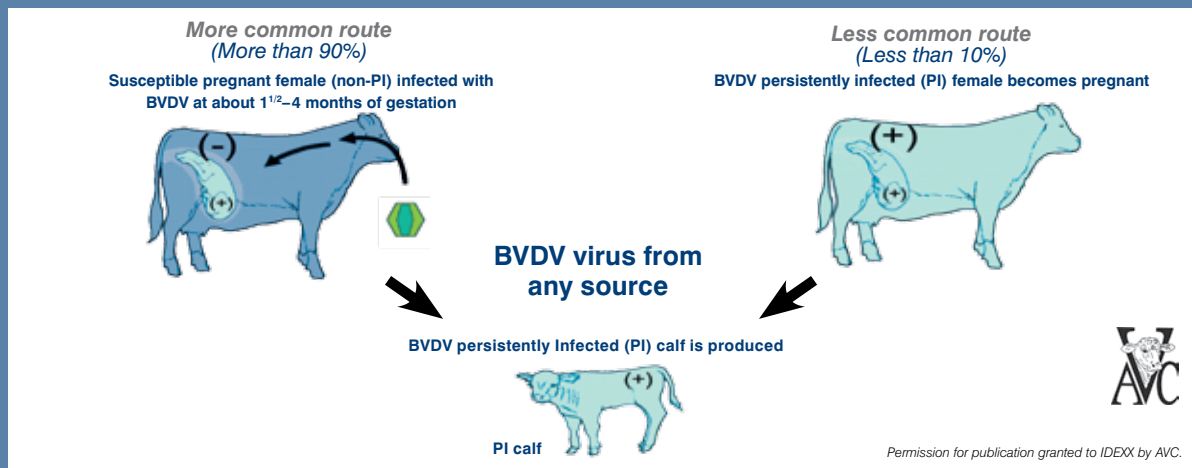 More common route
(More than 90%)
Susceptible pregnant female (non-PI) infected with
BVDV at about 1 1/2–4 months of gestation
(-)
(+)
Less common route
(Less than 10%)
BVDV persistently infected (PI) female becomes pregnant
(+)
(+)
BVDV virus from
any source
BVDV persistently Infected (PI) calf is produced
(+)
PI calf
AVC
Permission for publication granted to IDEXX by AVC.